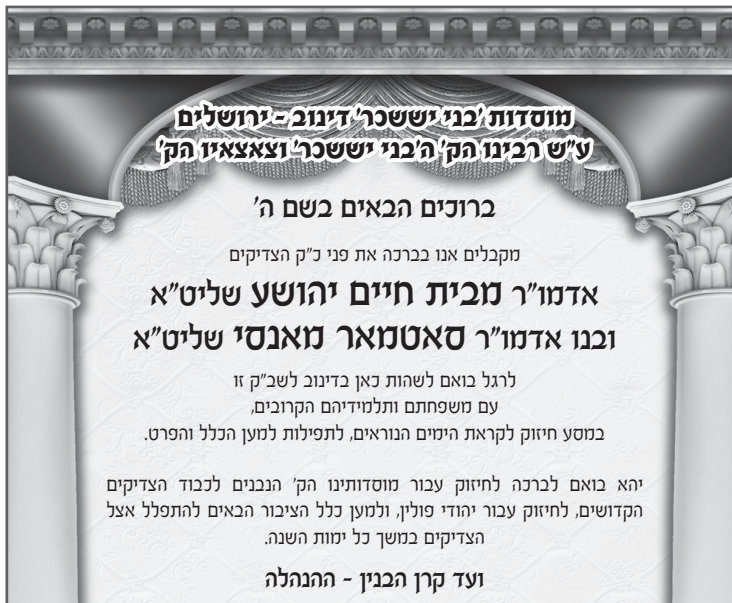 מוסדות 'בני יששכר' דינוב - ירושלים
ע"ש רבינו הק' ה'בני יששכר' וצאצאיו הק'
ברוכים הבאים בשם ה'
מקבלים אנו בברכה את פני כ"ק הצדיקים
אדמו"ר מבית חיים יהושע שליט"א
ובנו אדמו"ר סאטמאר מאנסי שליט"א
לרגל בואם לשהות כאן בדינוב לשב"ק זו
עם משפחתם ותלמידיהם הקרובים,
במסע חיזוק לקראת הימים הנוראים, לתפילות למען הכלל והפרט.
יהא בואם לברכה לחיזוק עבור מוסדותינו הק' הנבנים לכבוד הצדיקים
הקדושים, לחיזוק עבור יהודי פולין, ולמען כלל הציבור הבאים להתפלל אצל
הצדיקים במשך כל ימות השנה.
ועד קרן הבנין - ההנהלה